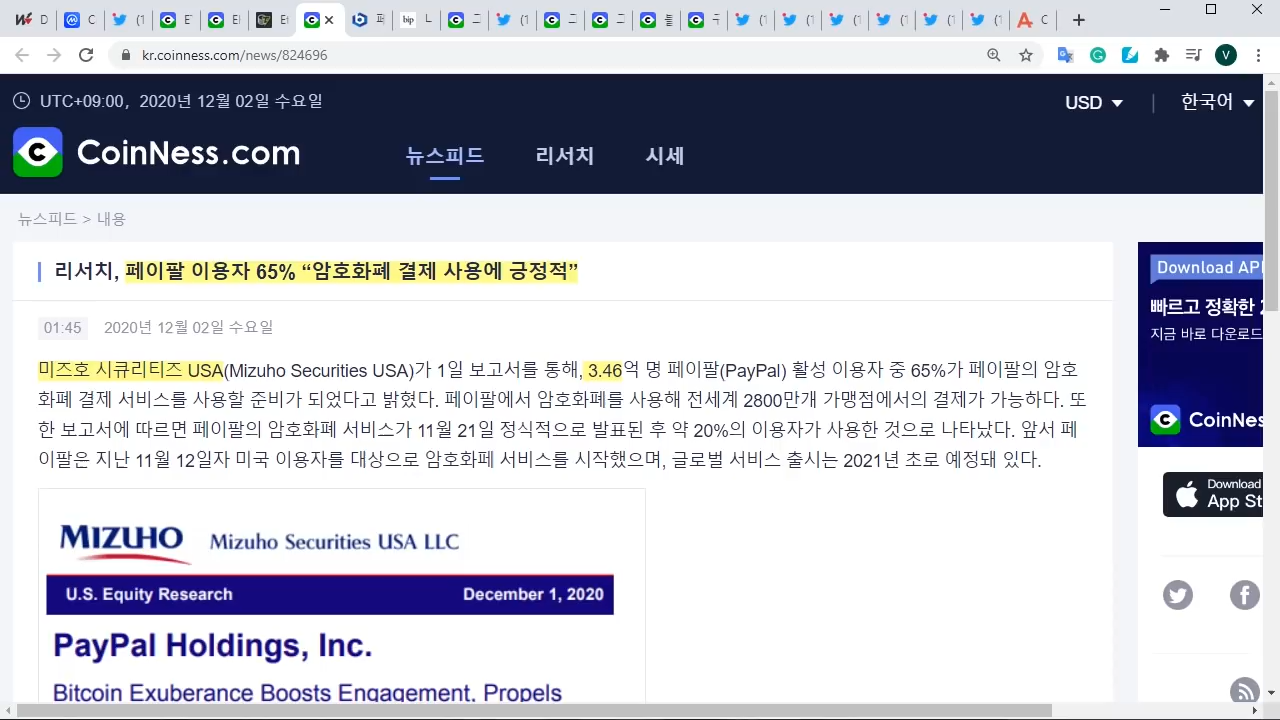 kr.coinness.com/news/824696
UTC+09:00, 2020년 12월 02일 수요일
USD
한국어
CoinNess.com
뉴스피드
리서치
시세
뉴스피드 > 내용
리서치, 페이팔 이용자 65% “암호화폐 결제 사용에 긍정적”
01:45 2020년 12월 02일 수요일
미즈호 시큐리티즈 USA(Mizuho Securities USA)가 1일 보고서를 통해, 3.46억 명 페이팔(PayPal) 활성 이용자 중 65%가 페이팔의 암호
화폐 결제 서비스를 사용할 준비가 되었다고 밝혔다. 페이팔에서 암호화폐를 사용해 전세계 2800만개 가맹점에서의 결제가 가능하다. 또
한 보고서에 따르면 페이팔의 암호화폐 서비스가 11월 21일 정식적으로 발표된 후 약 20%의 이용자가 사용한 것으로 나타났다. 앞서 페
이팔은 지난 11월 12일자 미국 이용자를 대상으로 암호화페 서비스를 시작했으며, 글로벌 서비스 출시는 2021년 초로 예정돼 있다.
MIZUHO Mizuho Securities USA LLC
U.S. Equity Research December 1, 2020
PayPal Holdings, Inc.
Bitcoin Exuberance Boosts Engagement, Propels
Download
빠르고 정확한
지금 바로 다운로드
CoinNess
Download
App St